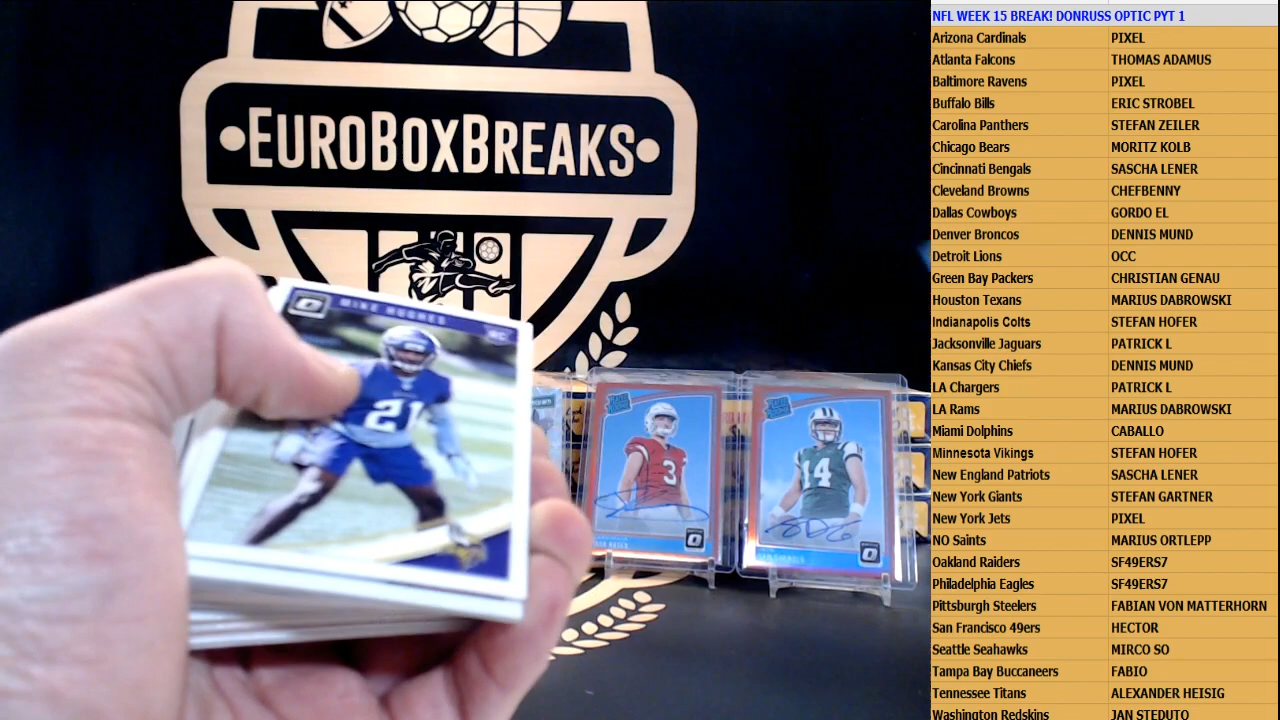 EUROBOXBREAKS
MIKE HUGHES
RC
21
3
14
NFL WEEK 15 BREAK! DONRUSS OPTIC PYT 1
Arizona Cardinals PIXEL
Atlanta Falcons THOMAS ADAMUS
Baltimore Ravens PIXEL
Buffalo Bills ERIC STROBEL
Carolina Panthers STEFAN ZEILER
Chicago Bears MORITZ KOLB
Cincinnati Bengals SASCHA LENER
Cleveland Browns CHEFBENNY
Dallas Cowboys GORDO EL
Denver Broncos DENNIS MUND
Detroit Lions OCC
Green Bay Packers CHRISTIAN GENAU
Houston Texans MARIUS DABROWSKI
Indianapolis Colts STEFAN HOFER
Jacksonville Jaguars PATRICK L
Kansas City Chiefs DENNIS MUND
LA Chargers PATRICK L
LA Rams MARIUS DABROWSKI
Miami Dolphins CABALLO
Minnesota Vikings STEFAN HOFER
New England Patriots SASCHA LENER
New York Giants STEFAN GARTNER
New York Jets PIXEL
NO Saints MARIUS ORTLEPP
Oakland Raiders SF49ERS7
Philadelphia Eagles SF49ERS7
Pittsburgh Steelers FABIAN VON MATTERHORN
San Francisco 49ers HECTOR
Seattle Seahawks MIRCO SO
Tampa Bay Buccaneers FABIO
Tennessee Titans ALEXANDER HEISIG
Washington Redskins JAN STEDUTO